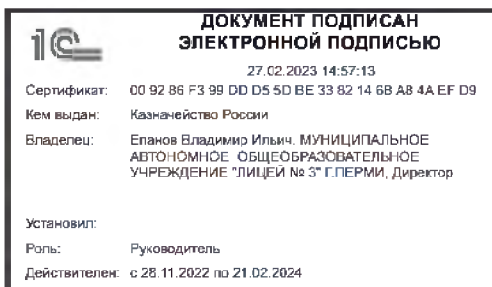 1С
ДОКУМЕНТ ПОДПИСАН
ЭЛЕКТРОННОЙ ПОДПИСЬЮ
27.02.2023 14:57:13
Сертификат: 00 92 86 F3 99 DD D5 5D BE 33 82 14 6B A8 4A EF D9
Кем выдан: Казначейство России
Владелец: Епанов Владимир Ильич, МУНИЦИПАЛЬНОЕ
АВТОНОМНОЕ ОБЩЕОБРАЗОВАТЕЛЬНОЕ
УЧРЕЖДЕНИЕ "ЛИЦЕЙ № 3" Г.ПЕРМИ, Директор
Установил:
Роль: Руководитель
Действителен: с 28.11.2022 по 21.02.2024